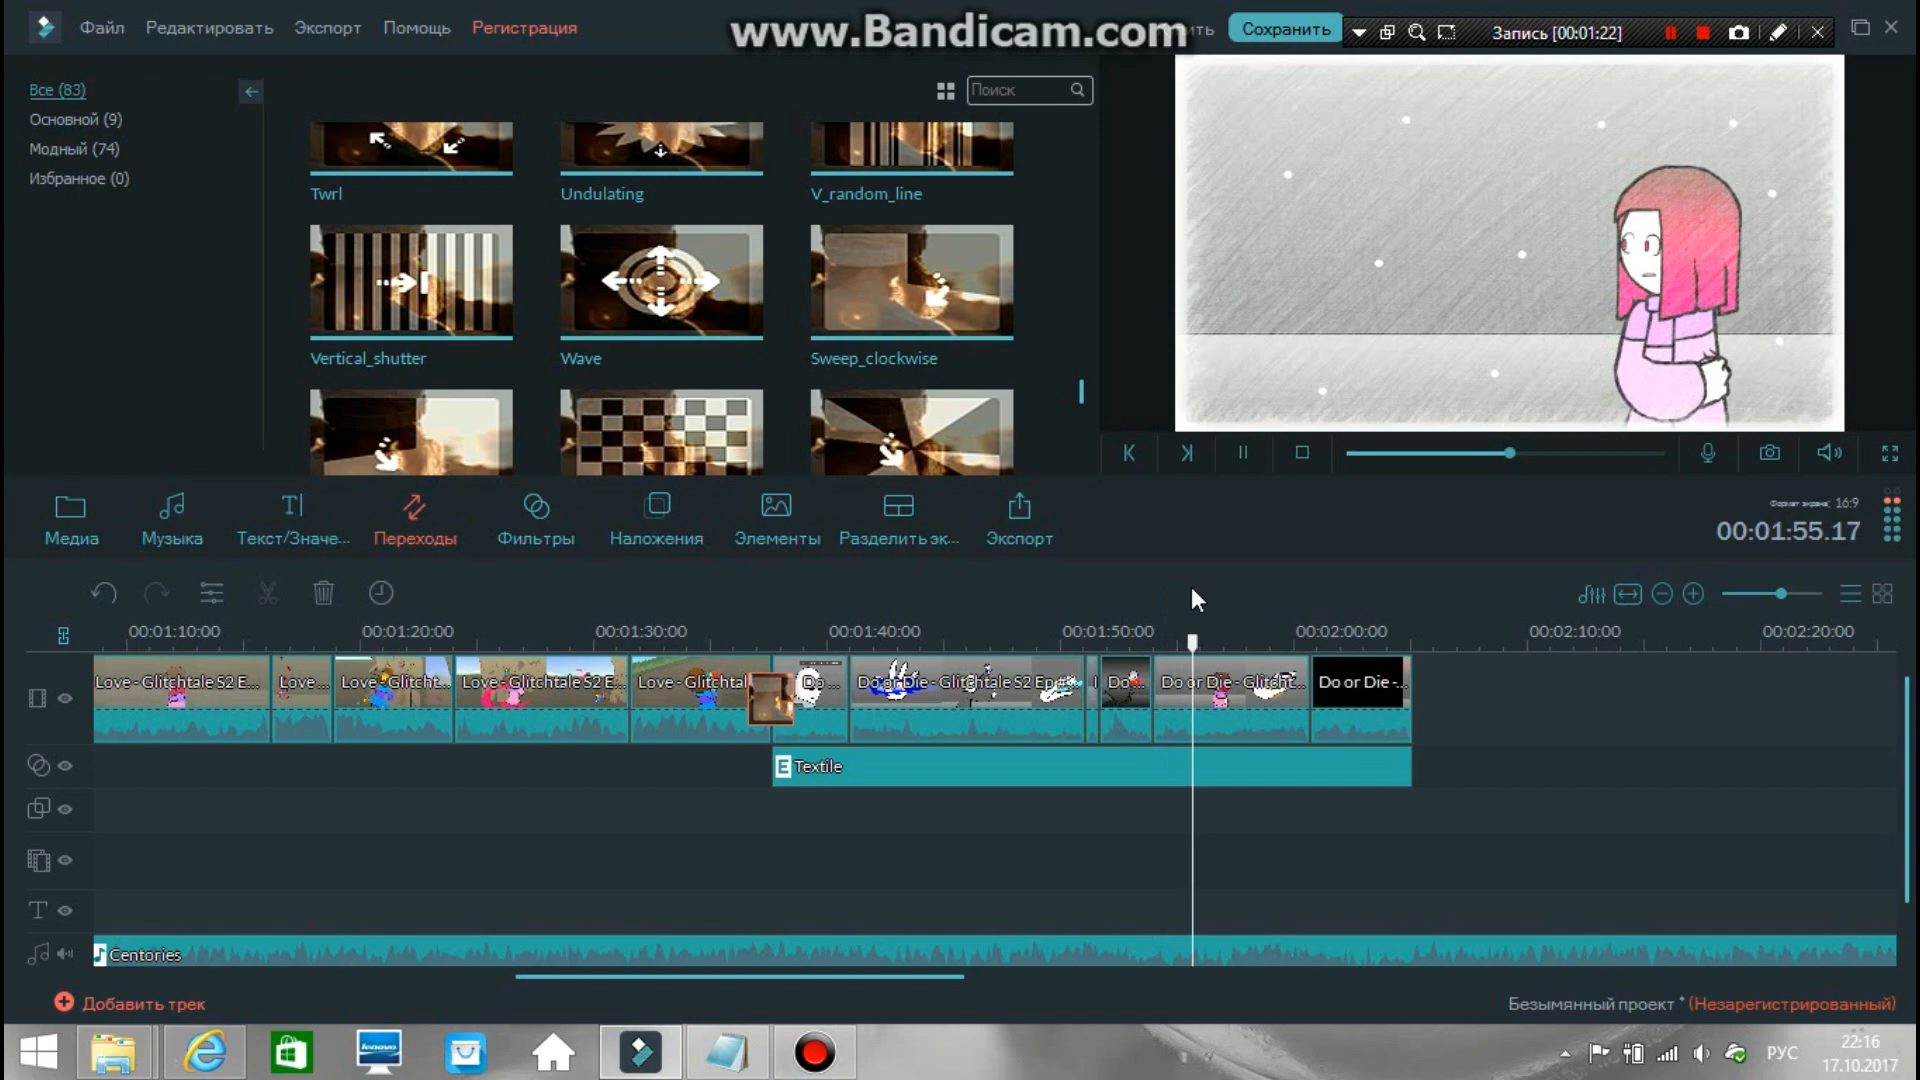 Файл Редактировать Экспорт Помощь Регистрация
www.Bandicam.com
Сохранить
Запись [00:01:22]
Все (83)
Основной (9)
Модный (74)
Избранное (0)
Поиск
Twrl Undulating V_random_line
Vertical_shutter Wave Sweep_clockwise
Медиа Музыка Текст/Значе... Переходы Фильтры Наложения Элементы Разделить эк... Экспорт
Формат экрана: 16:9
00:01:55.17
00:01:10:00 00:01:20:00 00:01:30:00 00:01:40:00 00:01:50:00 00:02:00:00 00:02:10:00 00:02:20:00
Love - Glitchtale S2 E... Love ... Love - Glitcht... Love - Glitchtale S2 E... Love - Glitchtal Do ... Do or Die - Glitchtale S2 Ep Do... Do or Die - Glitcht... Do or Die -...
E Textile
Centories
Добавить трек
Безымянный проект * (Незарегистрированный)
lenovo
РУС
22:16
17.10.2017